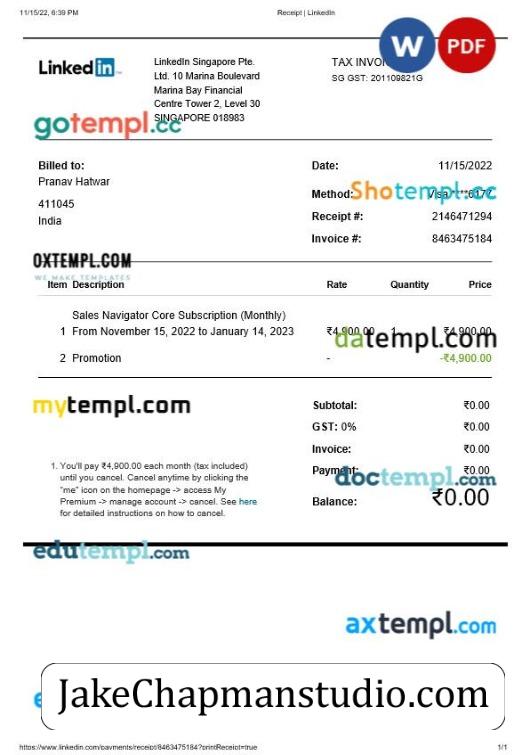 11/15/22, 6:39 PM
Receipt | LinkedIn
W
PDF
Linked in
LinkedIn Singapore Pte.
Ltd. 10 Marina Boulevard
Marina Bay Financial
Centre Tower 2, Level 30
SINGAPORE 018983
TAX INVOI
SG GST: 201109821G
gotempl.cc
Billed to:
Pranav Hatwar
411045
India
Date: 11/15/2022
Method: Visa ****6177
Shotempl.cc
Receipt #: 2146471294
Invoice #: 8463475184
OXTEMPL.COM
WE MAKE TEMPLATES
Item Description Rate Quantity Price
Sales Navigator Core Subscription (Monthly)
1 From November 15, 2022 to January 14, 2023 ₹4,900.00 1 ₹4,900.00
datempl.com
2 Promotion - -₹4,900.00
mytempl.com
Subtotal: ₹0.00
GST: 0% ₹0.00
Invoice: ₹0.00
Payment: ₹0.00
doctempl.com
Balance: ₹0.00
1. You'll pay ₹4,900.00 each month (tax included)
until you cancel. Cancel anytime by clicking the
"me" icon on the homepage -> access My
Premium -> manage account -> cancel. See here
for detailed instructions on how to cancel.
edutempl.com
axtempl.com
JakeChapmanstudio.com
https://www.linkedin.com/payments/receipt/8463475184?printReceipt=true
1/1